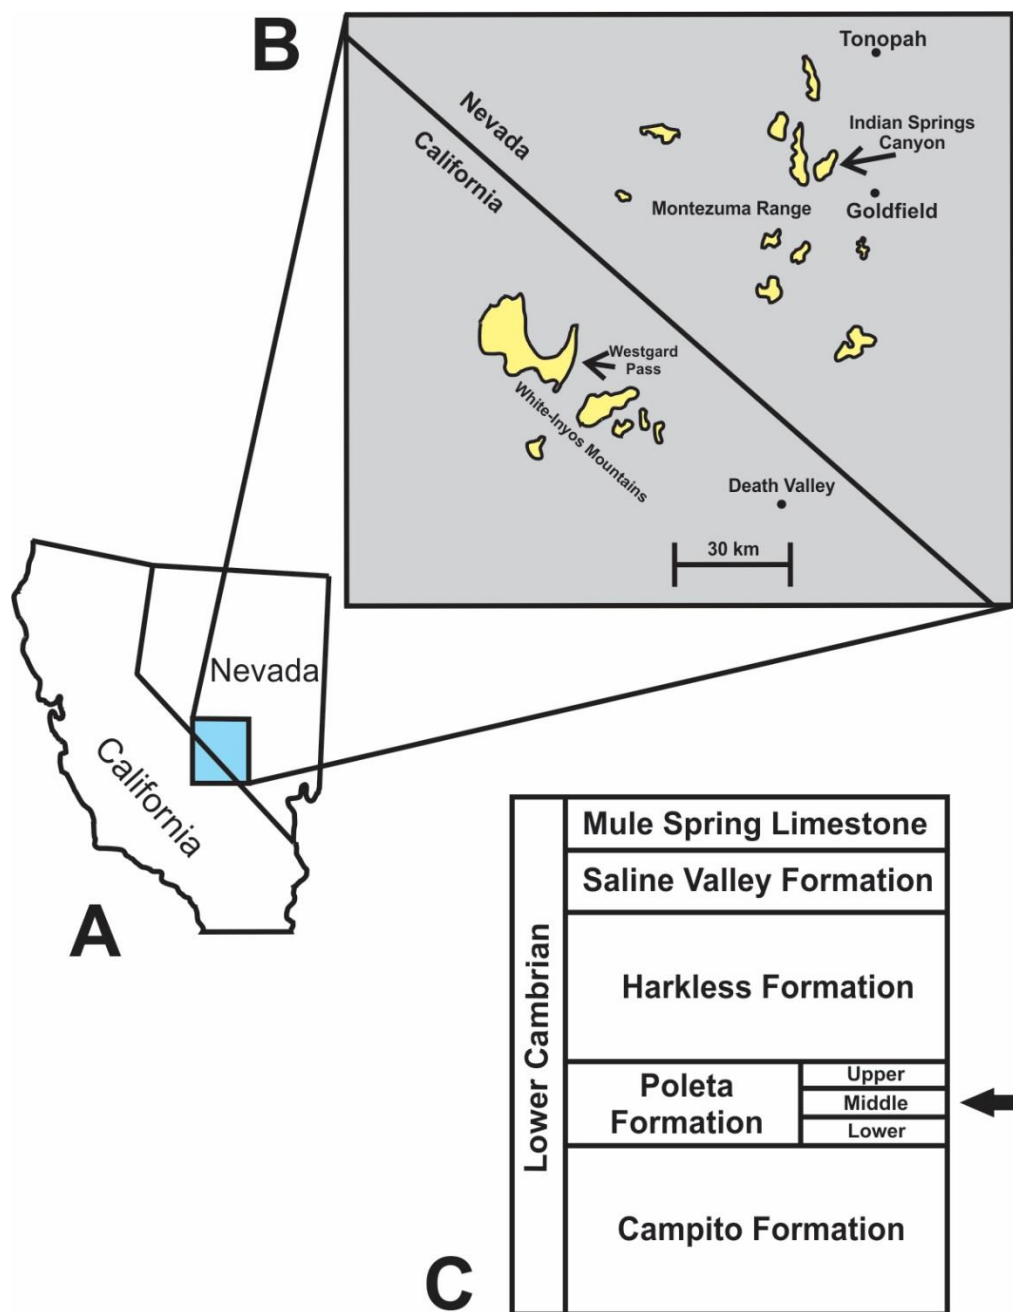 B
Tonopah
Nevada
California
Indian Springs
Canyon
Montezuma Range
Goldfield
Westgard
Pass
White-Inyos Mountains
Death Valley
30 km
Nevada
California
A
Lower Cambrian
Mule Spring Limestone
Saline Valley Formation
Harkless Formation
Poleta
Formation
Upper
Middle
Lower
Campito Formation
C